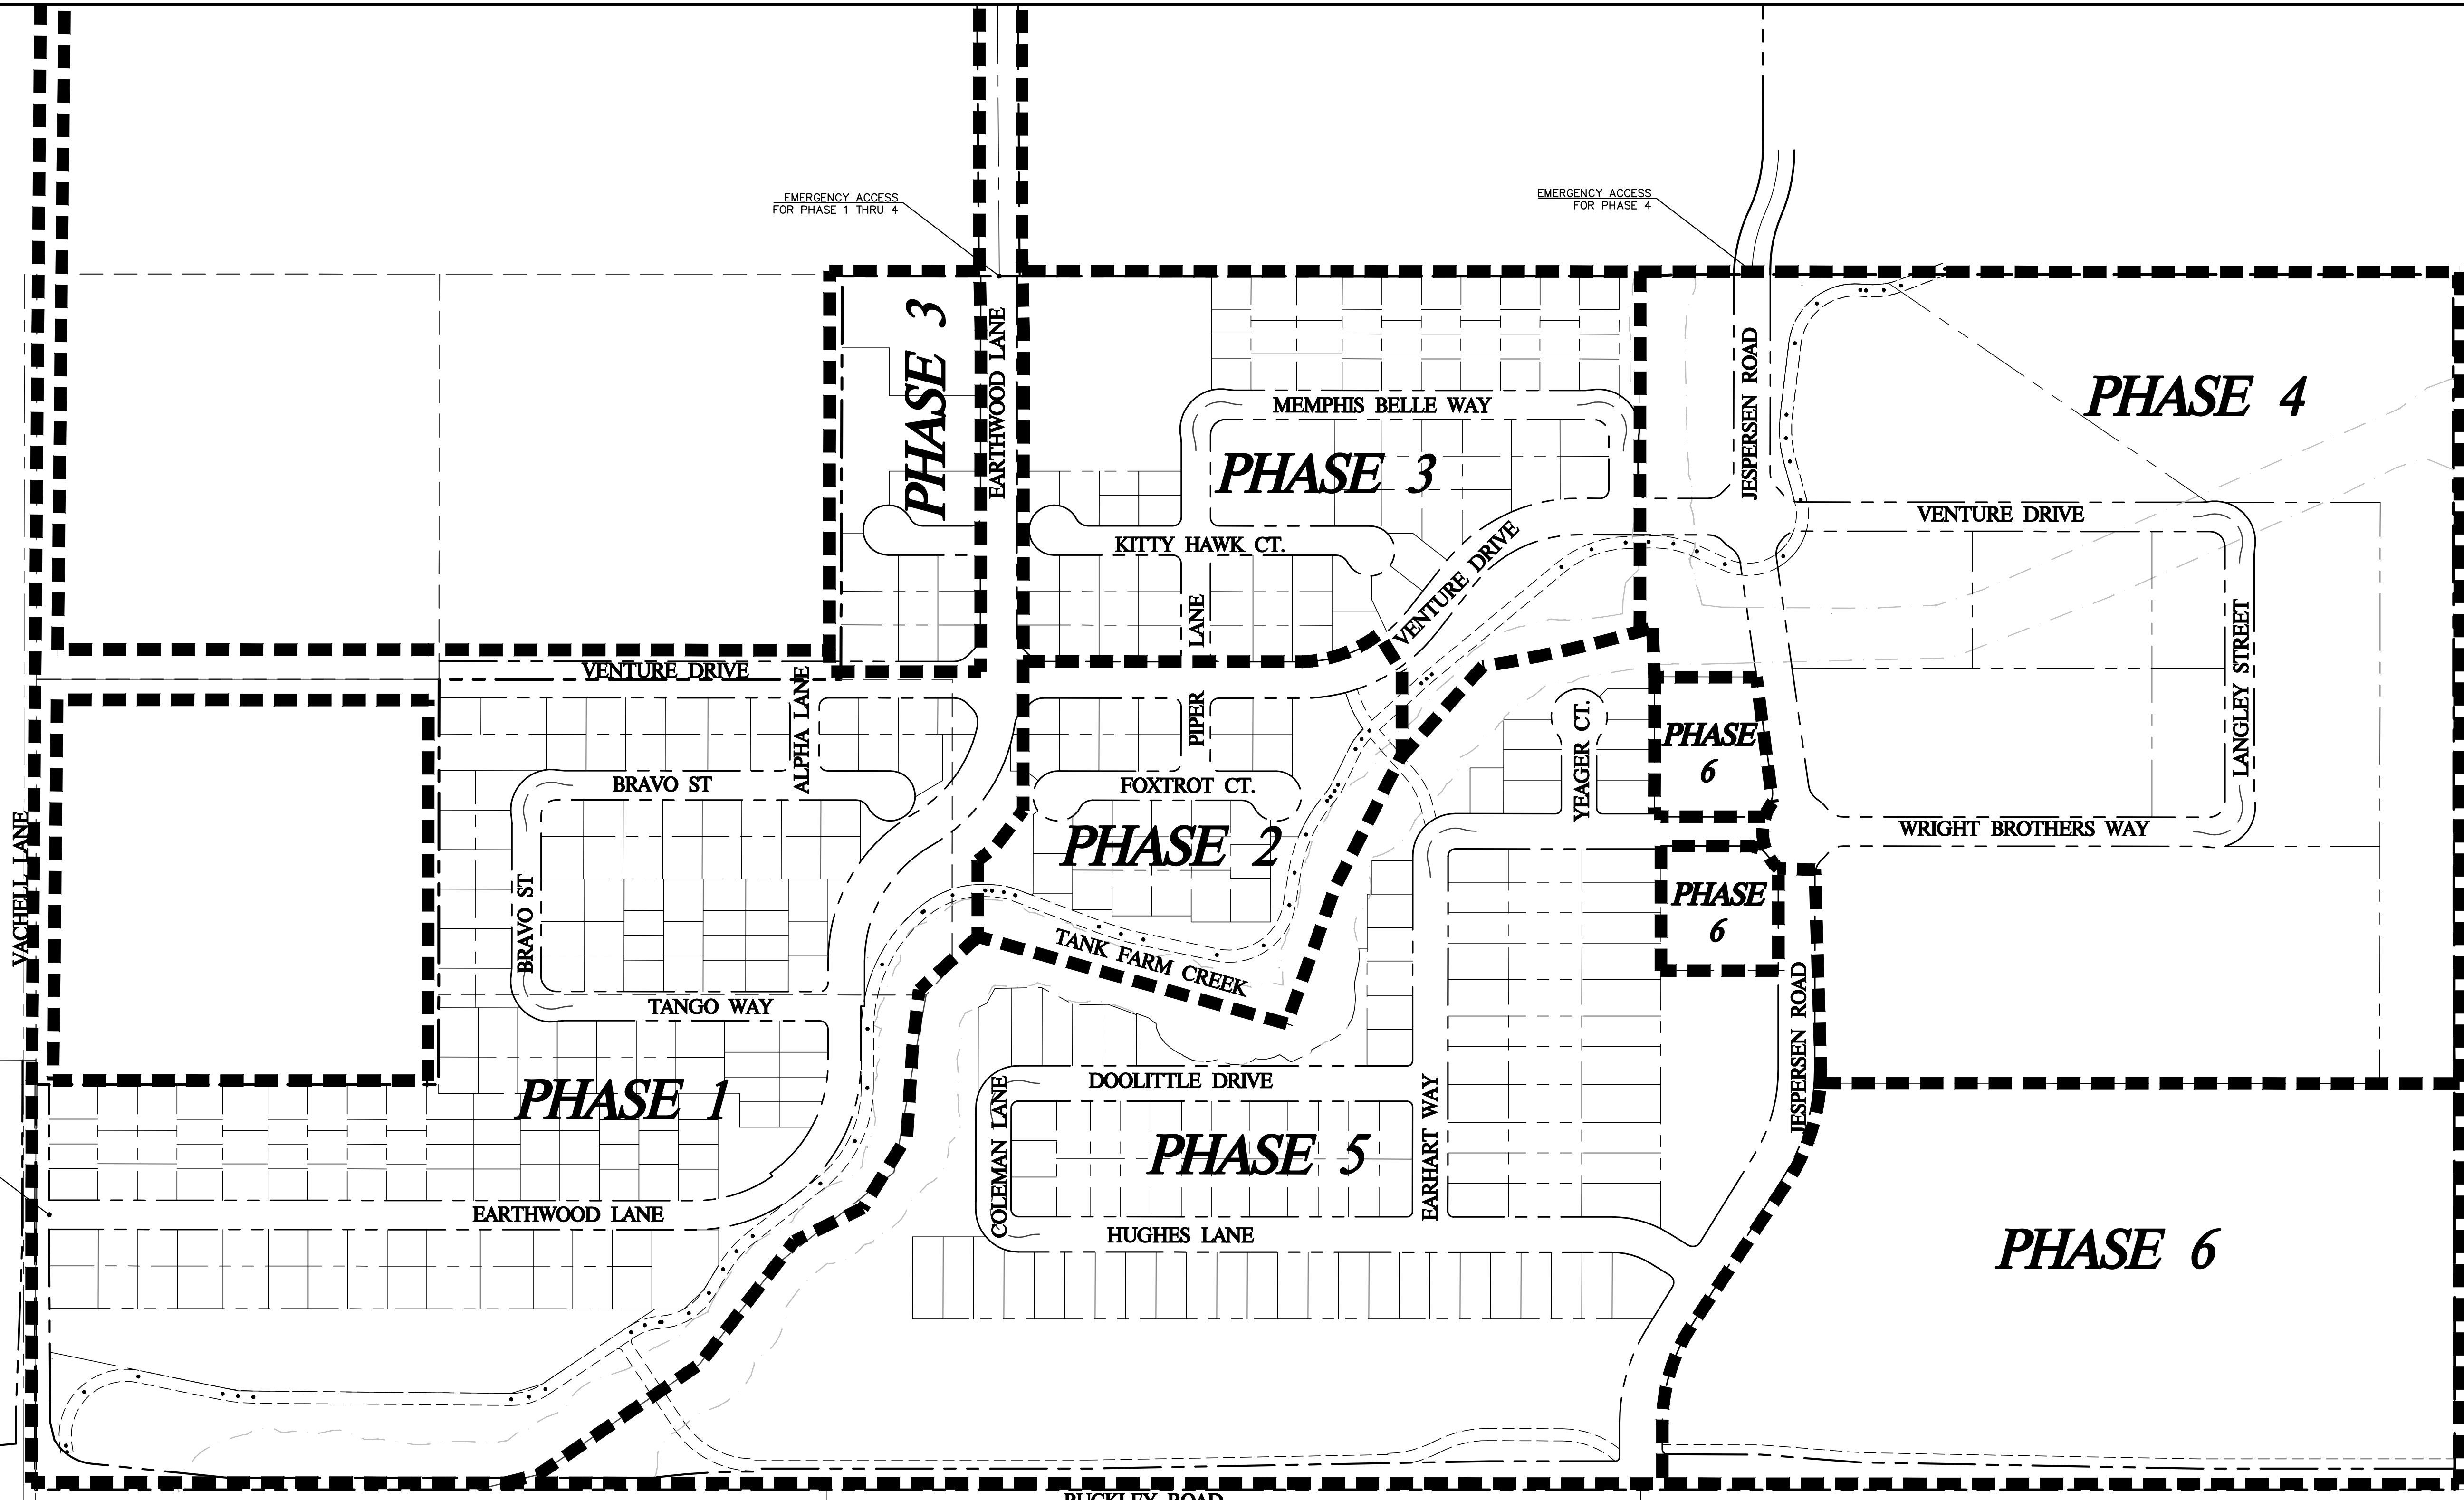 EMERGENCY ACCESS
FOR PHASE 1 THRU 4
EMERGENCY ACCESS
FOR PHASE 4
PHASE 3
EARTHWOOD LANE
MEMPHIS BELLE WAY
JESPERSEN ROAD
PHASE 4
PHASE 3
KITTY HAWK CT.
VENTURE DRIVE
VENTURE DRIVE
LANE
PIPER
VENTURE DRIVE
ALPHA LANE
LANGLEY STREET
BRAVO ST
FOXTROT CT.
YEAGER CT.
PHASE
6
VACHELL LANE
PHASE 2
WRIGHT BROTHERS WAY
BRAVO ST
PHASE
6
TANK FARM CREEK
TANGO WAY
JESPERSEN ROAD
PHASE 1
DOOLITTLE DRIVE
COLEMAN LANE
PHASE 5
EARHART WAY
EARTHWOOD LANE
HUGHES LANE
PHASE 6
BUCKLEY ROAD